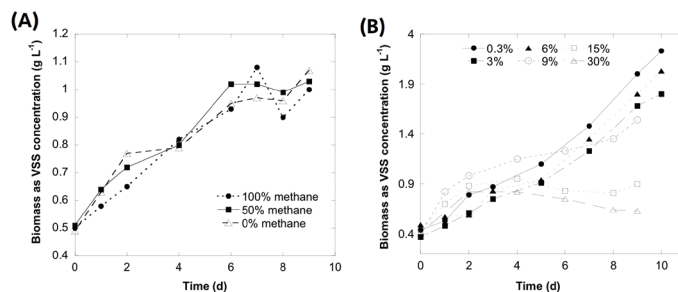 (A)
Biomass as VSS concentration (g L⁻¹)
1.2
1.1
1
0.9
0.8
0.7
0.6
0.5
0.4
100% methane
50% methane
0% methane
0 2 4 6 8 10
Time (d)
(B)
Biomass as VSS concentration (g L⁻¹)
4
1.9
1.4
0.9
0.4
0.3% 6% 15%
3% 9% 30%
0 2 4 6 8 10
Time (d)